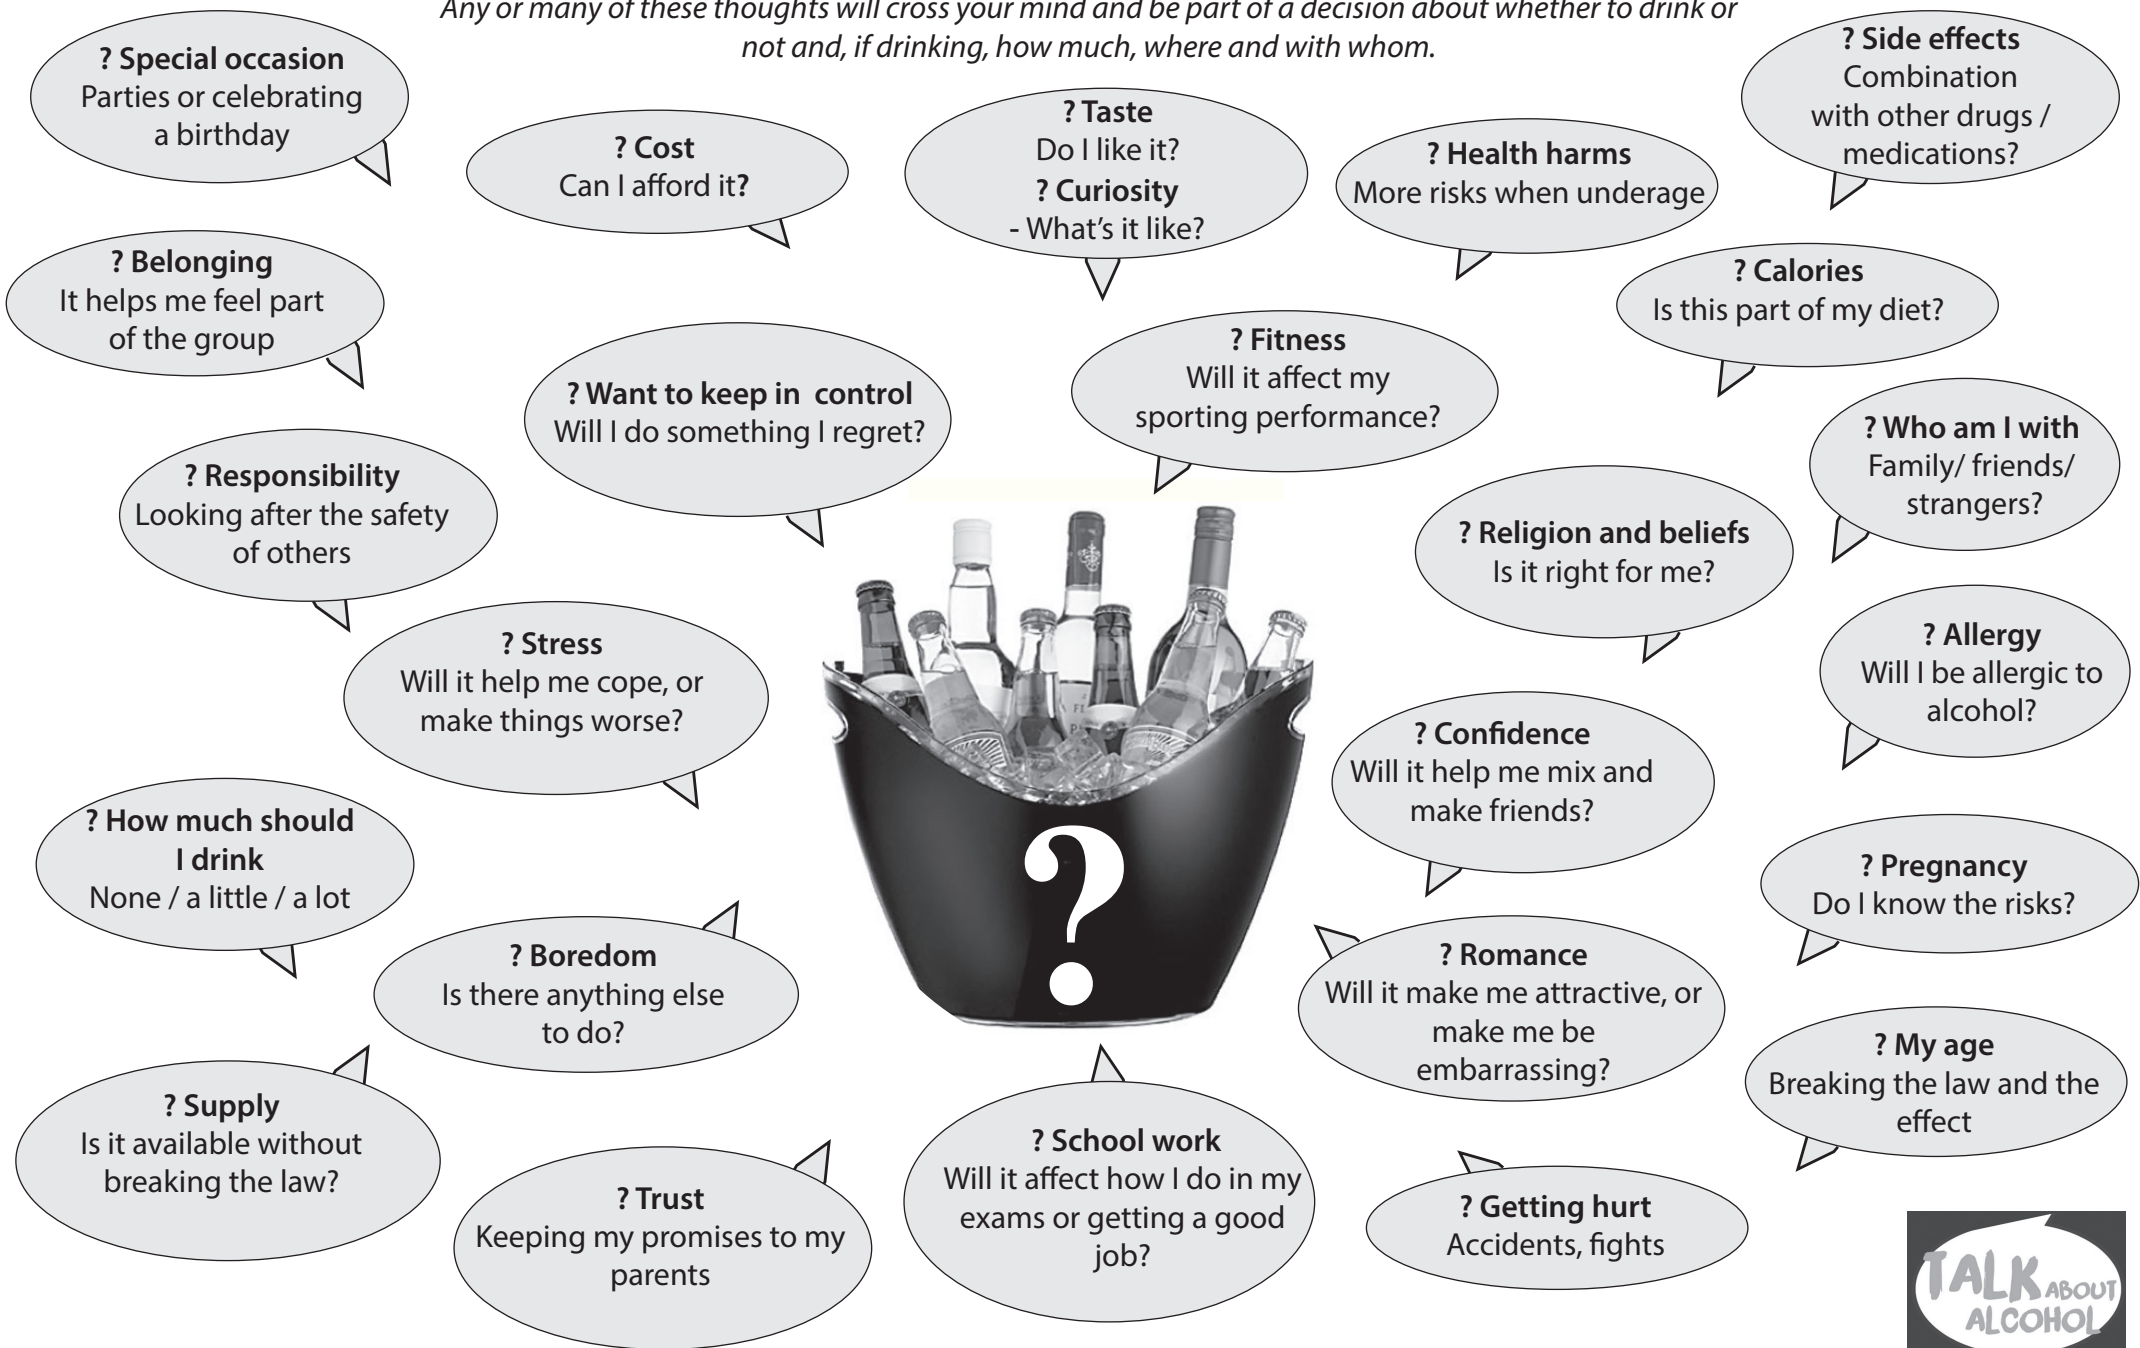 Any or many of these thoughts will cross your mind and be part of a decision about whether to drink or
not and, if drinking, how much, where and with whom.
? Special occasion
Parties or celebrating
a birthday
? Cost
Can I afford it?
? Taste
Do I like it?
? Curiosity
- What's it like?
? Health harms
More risks when underage
? Side effects
Combination
with other drugs /
medications?
? Belonging
It helps me feel part
of the group
? Want to keep in  control
Will I do something I regret?
? Fitness
Will it affect my
sporting performance?
? Calories
Is this part of my diet?
? Who am I with
Family/ friends/
strangers?
? Responsibility
Looking after the safety
of others
? Religion and beliefs
Is it right for me?
? Stress
Will it help me cope, or
make things worse?
? Allergy
Will I be allergic to
alcohol?
? Confidence
Will it help me mix and
make friends?
? How much should
I drink
None / a little / a lot
?
? Pregnancy
Do I know the risks?
? Boredom
Is there anything else
to do?
? Romance
Will it make me attractive, or
make me be
embarrassing?
? My age
Breaking the law and the
effect
? Supply
Is it available without
breaking the law?
? Trust
Keeping my promises to my
parents
? School work
Will it affect how I do in my
exams or getting a good
job?
? Getting hurt
Accidents, fights
TALK ABOUT
ALCOHOL